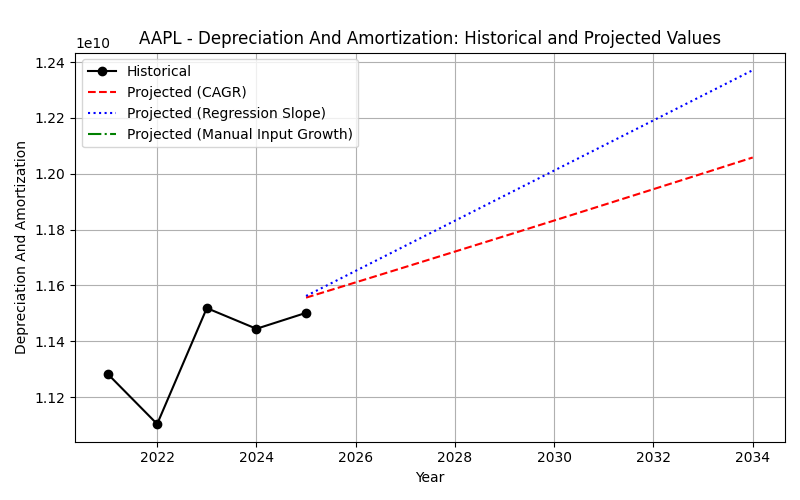 AAPL - Depreciation And Amortization: Historical and Projected Values
1e10
Historical
Projected (CAGR)
Projected (Regression Slope)
Projected (Manual Input Growth)
1.24
1.22
1.20
1.18
1.16
1.14
1.12
Depreciation And Amortization
2022 2024 2026 2028 2030 2032 2034
Year